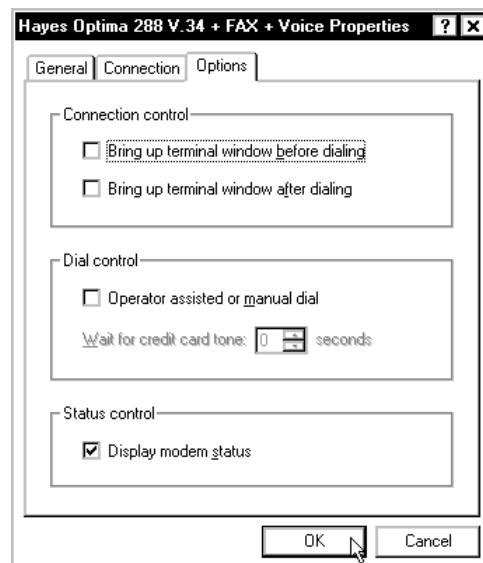 Hayes Optima 288 V.34 + FAX + Voice Properties ? X
General Connection Options
Connection control
Bring up terminal window before dialing
Bring up terminal window after dialing
Dial control
Operator assisted or manual dial
Wait for credit card tone: 0 seconds
Status control
Display modem status
OK Cancel